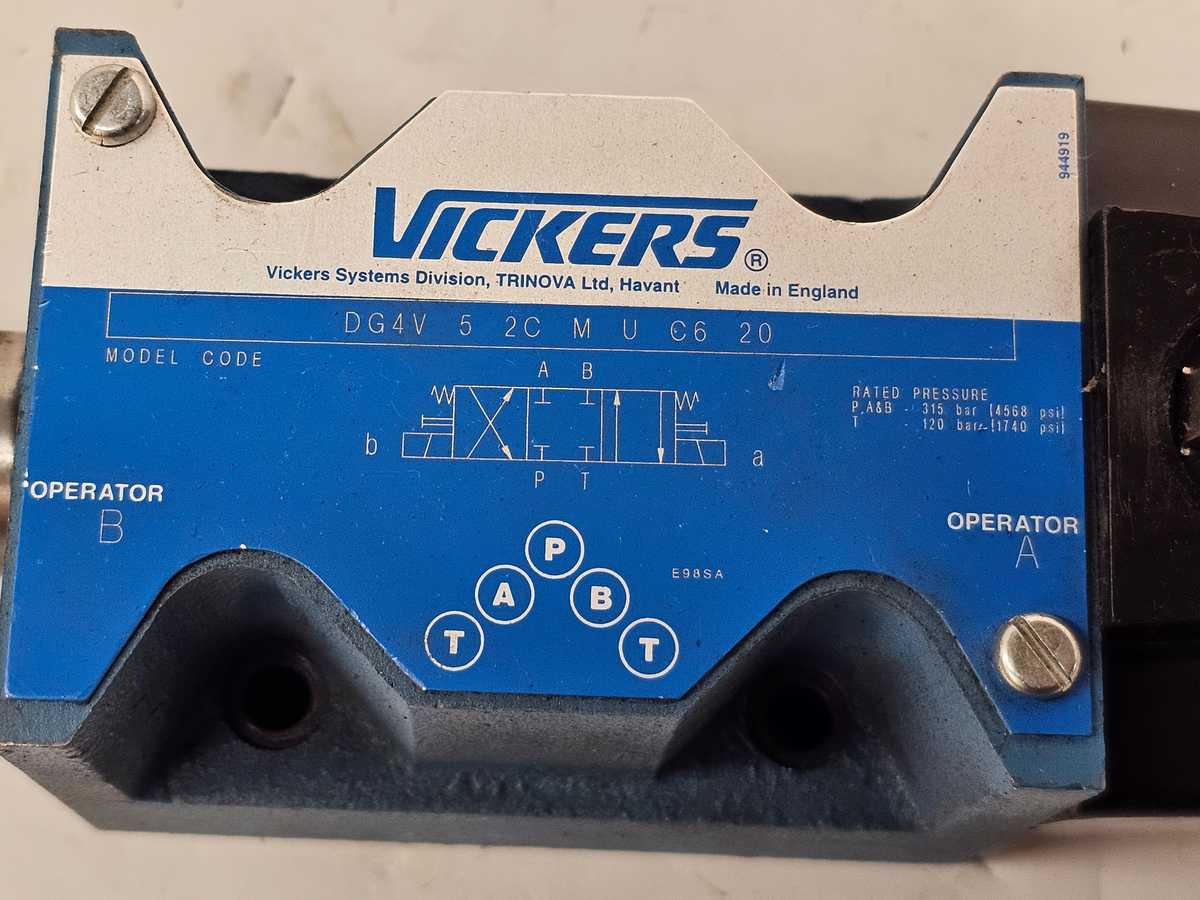 944919
VICKERS®
Vickers Systems Division, TRINOVA Ltd, Havant Made in England
DG4V 5 2C M U C6 20
MODEL CODE
A B
RATED PRESSURE
P,A&B - 315 bar (4568 psi)
T - 120 bar (1740 psi)
b a
P T
OPERATOR
B
OPERATOR
A
P
E98SA
A B
T T